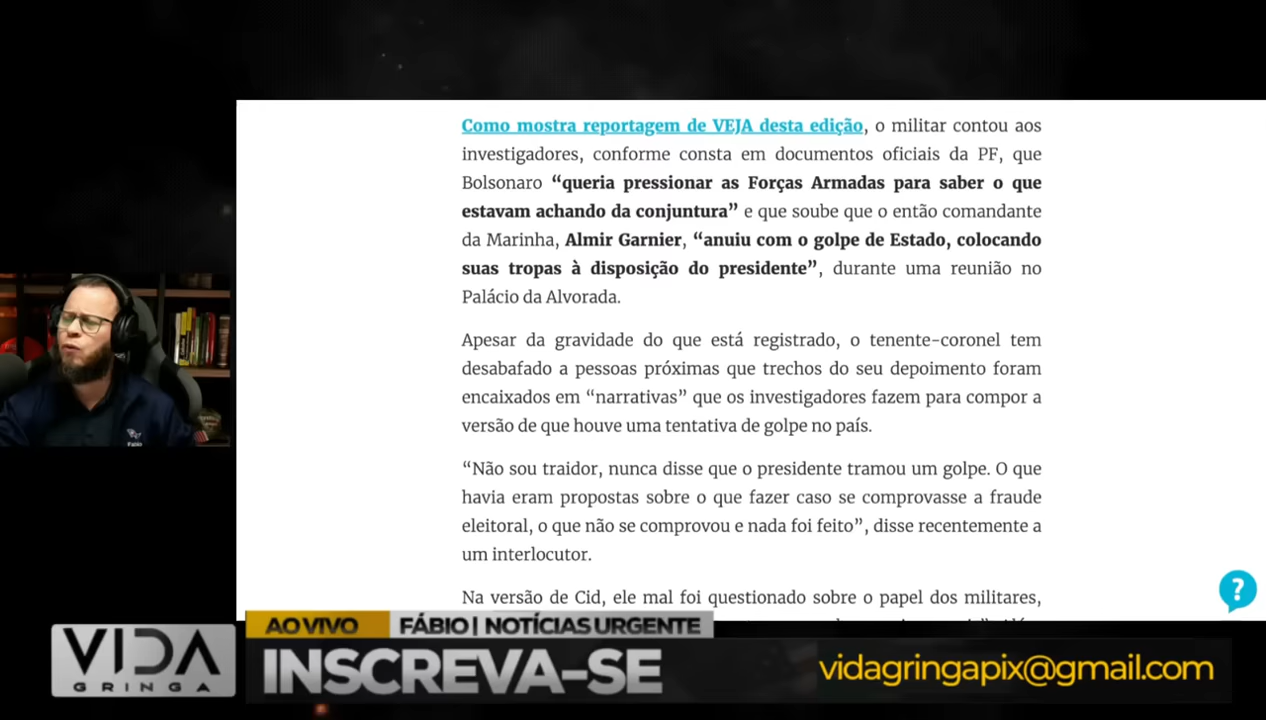 Como mostra reportagem de VEJA desta edição, o militar contou aos
investigadores, conforme consta em documentos oficiais da PF, que
Bolsonaro “queria pressionar as Forças Armadas para saber o que
estavam achando da conjuntura” e que soube que o então comandante
da Marinha, Almir Garnier, “anuiu com o golpe de Estado, colocando
suas tropas à disposição do presidente”, durante uma reunião no
Palácio da Alvorada.
Apesar da gravidade do que está registrado, o tenente-coronel tem
desabafado a pessoas próximas que trechos do seu depoimento foram
encaixados em “narrativas” que os investigadores fazem para compor a
versão de que houve uma tentativa de golpe no país.
“Não sou traidor, nunca disse que o presidente tramou um golpe. O que
havia eram propostas sobre o que fazer caso se comprovasse a fraude
eleitoral, o que não se comprovou e nada foi feito”, disse recentemente a
um interlocutor.
Na versão de Cid, ele mal foi questionado sobre o papel dos militares,
?
AO VIVO FÁBIO | NOTÍCIAS URGENTE
VIDA
GRINGA
INSCREVA-SE
vidagringapix@gmail.com